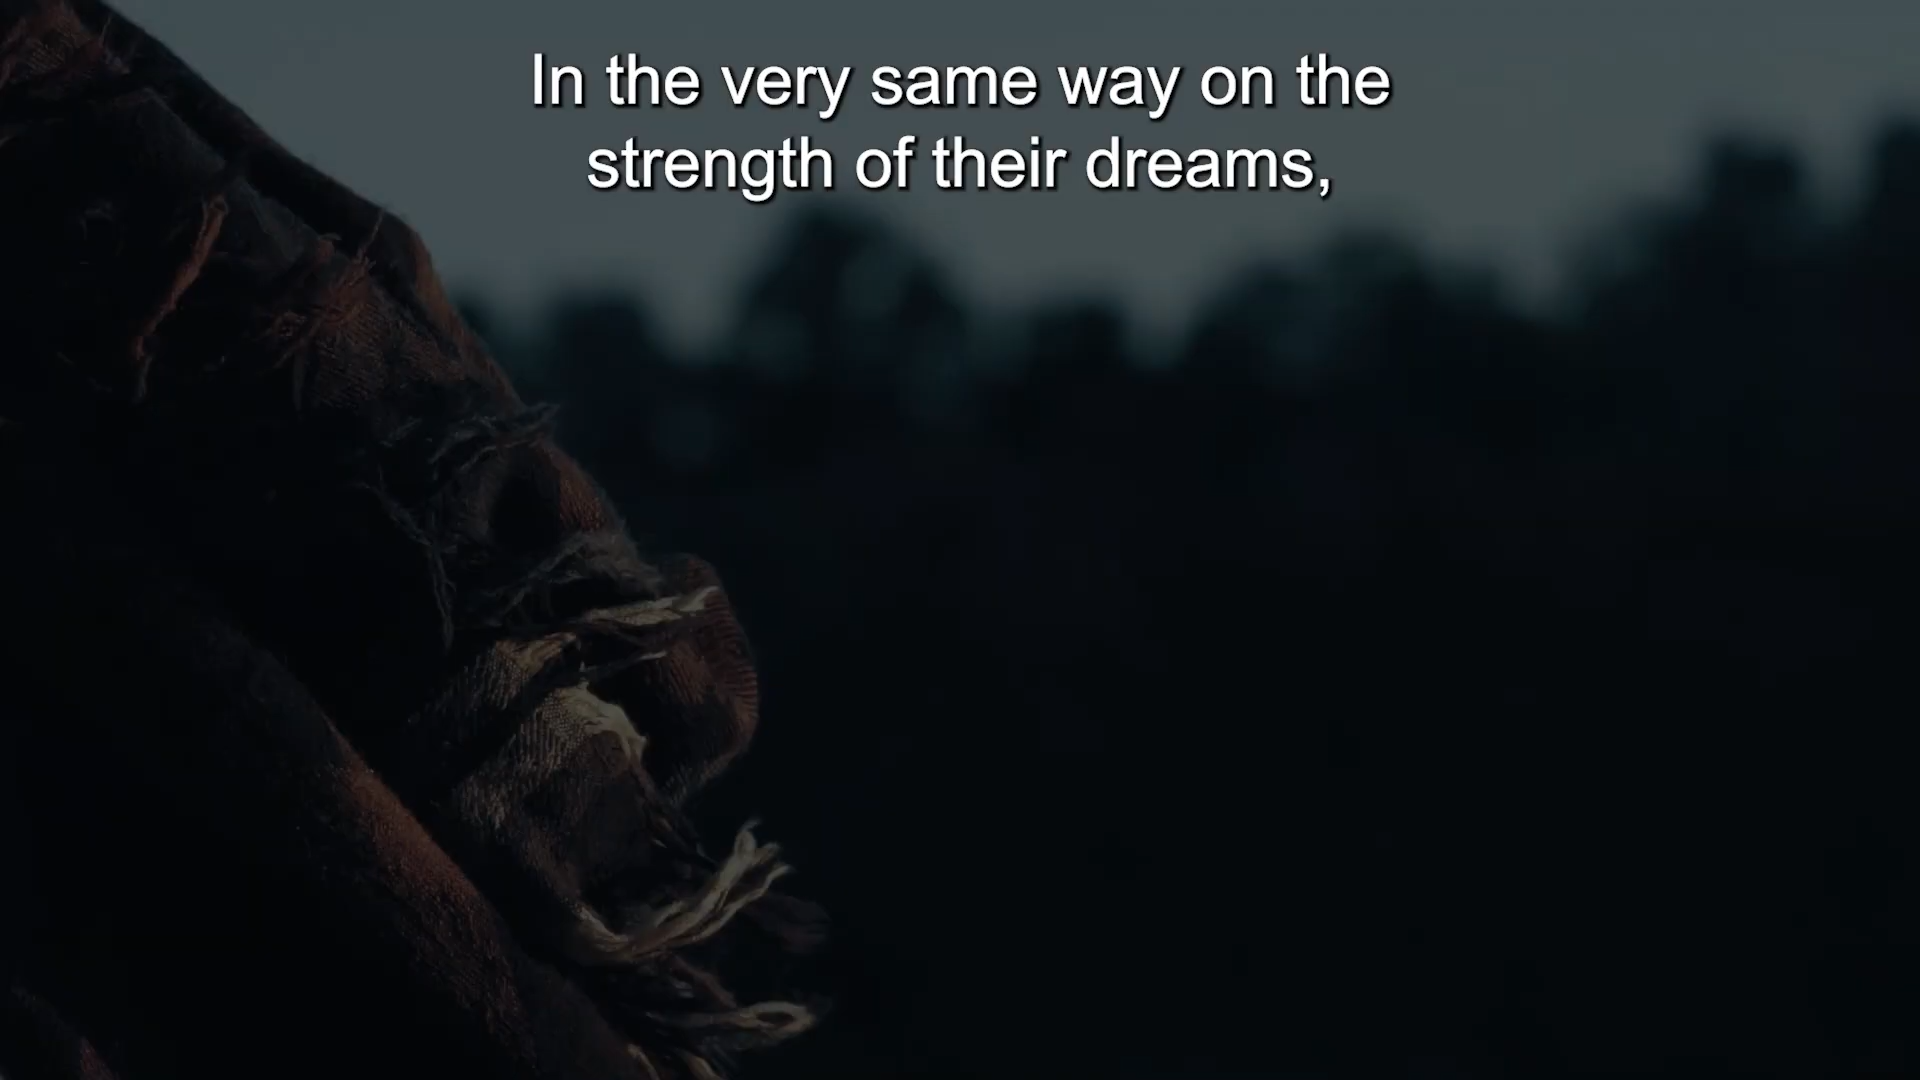 In the very same way on the
strength of their dreams,